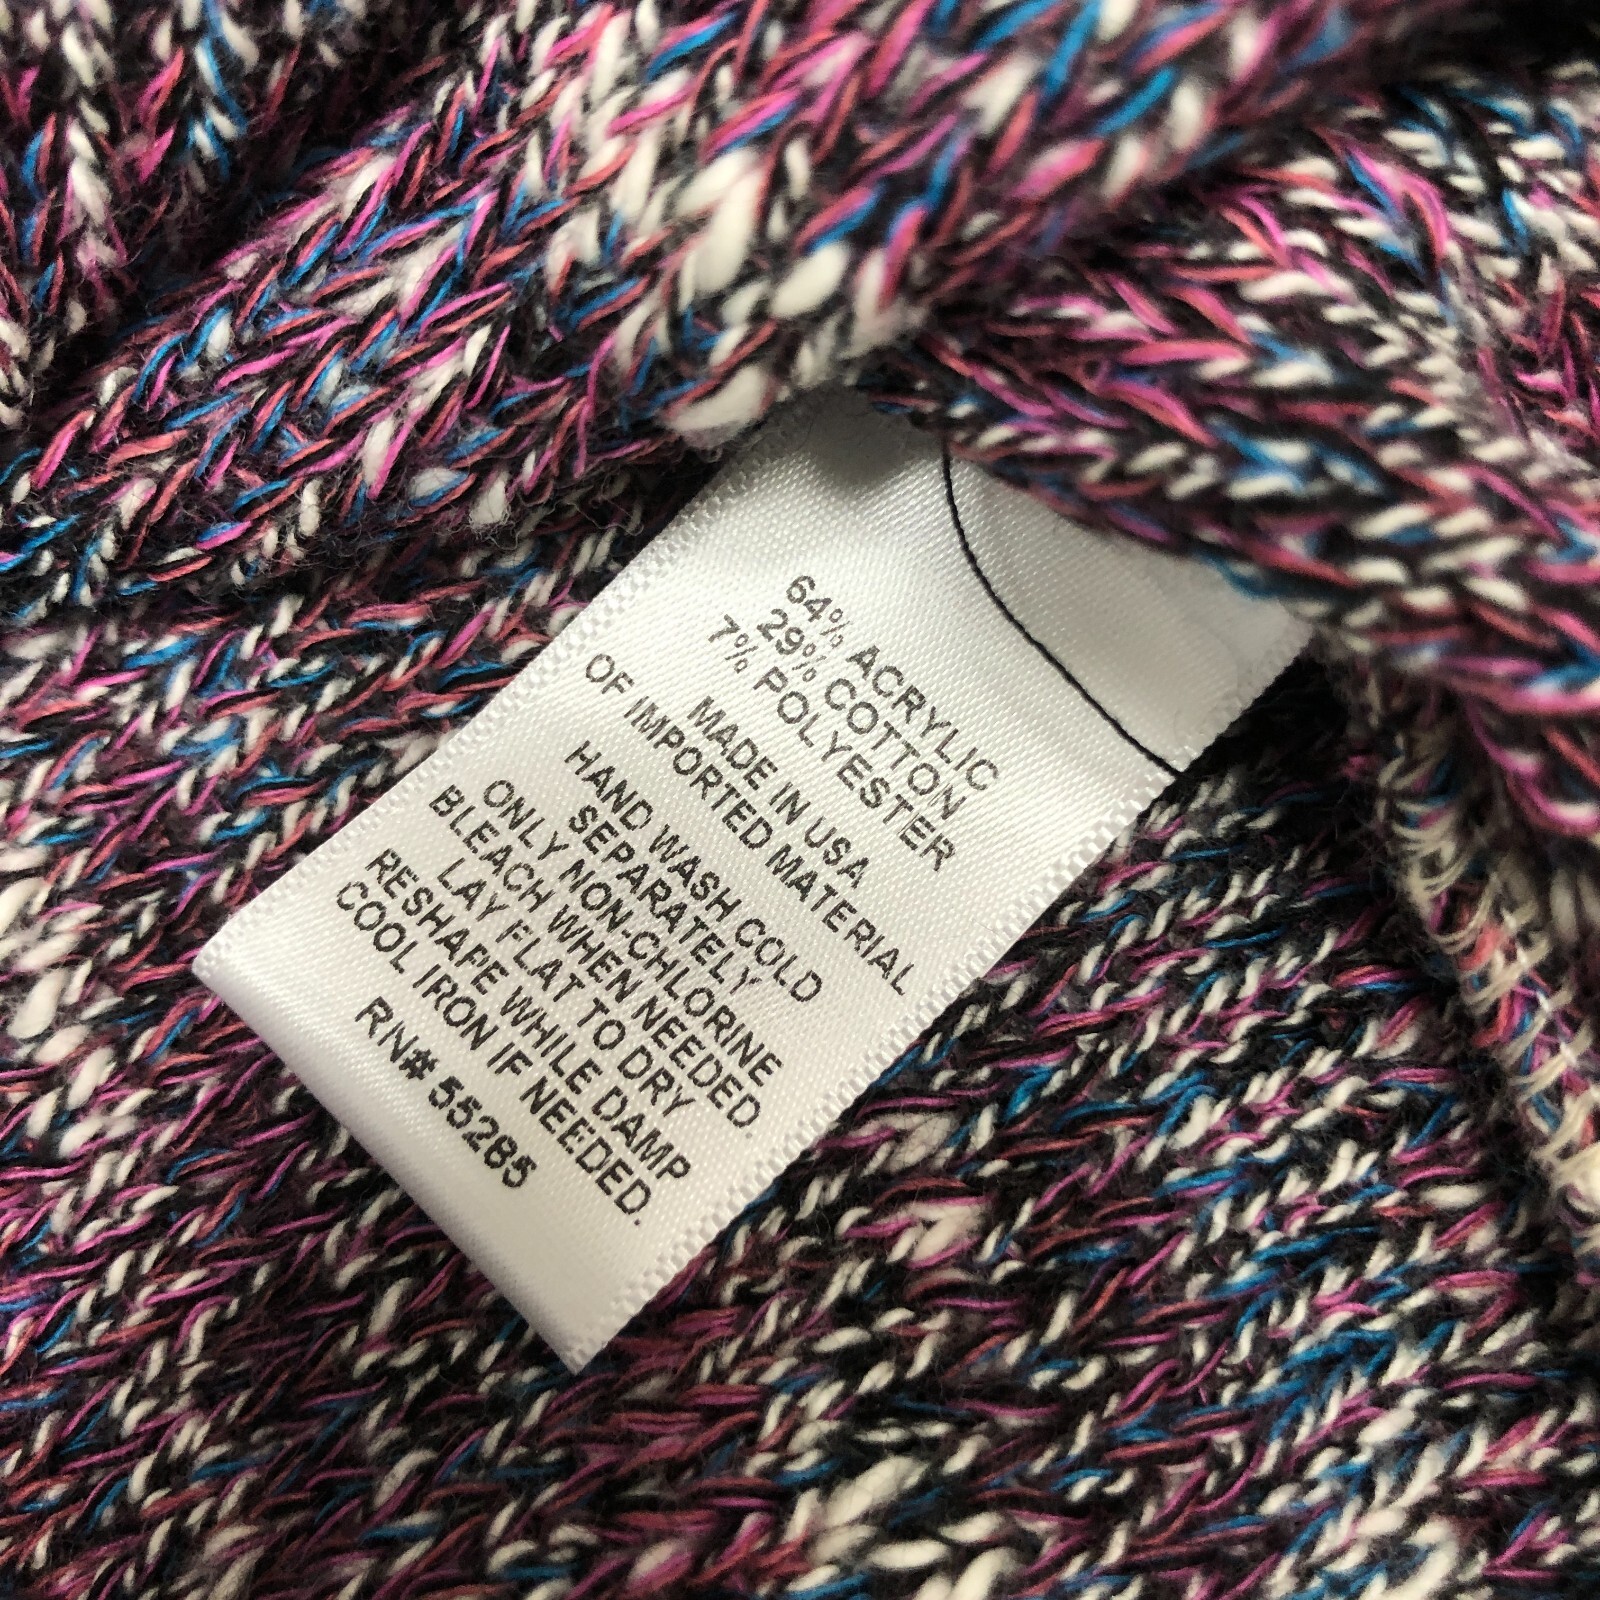 64% ACRYLIC
29% COTTON
7% POLYESTER
MADE IN USA
OF IMPORTED MATERIAL
HAND WASH COLD
SEPARATELY
ONLY NON-CHLORINE
BLEACH WHEN NEEDED.
LAY FLAT TO DRY
RESHAPE WHILE DAMP
COOL IRON IF NEEDED.
RN# 55285